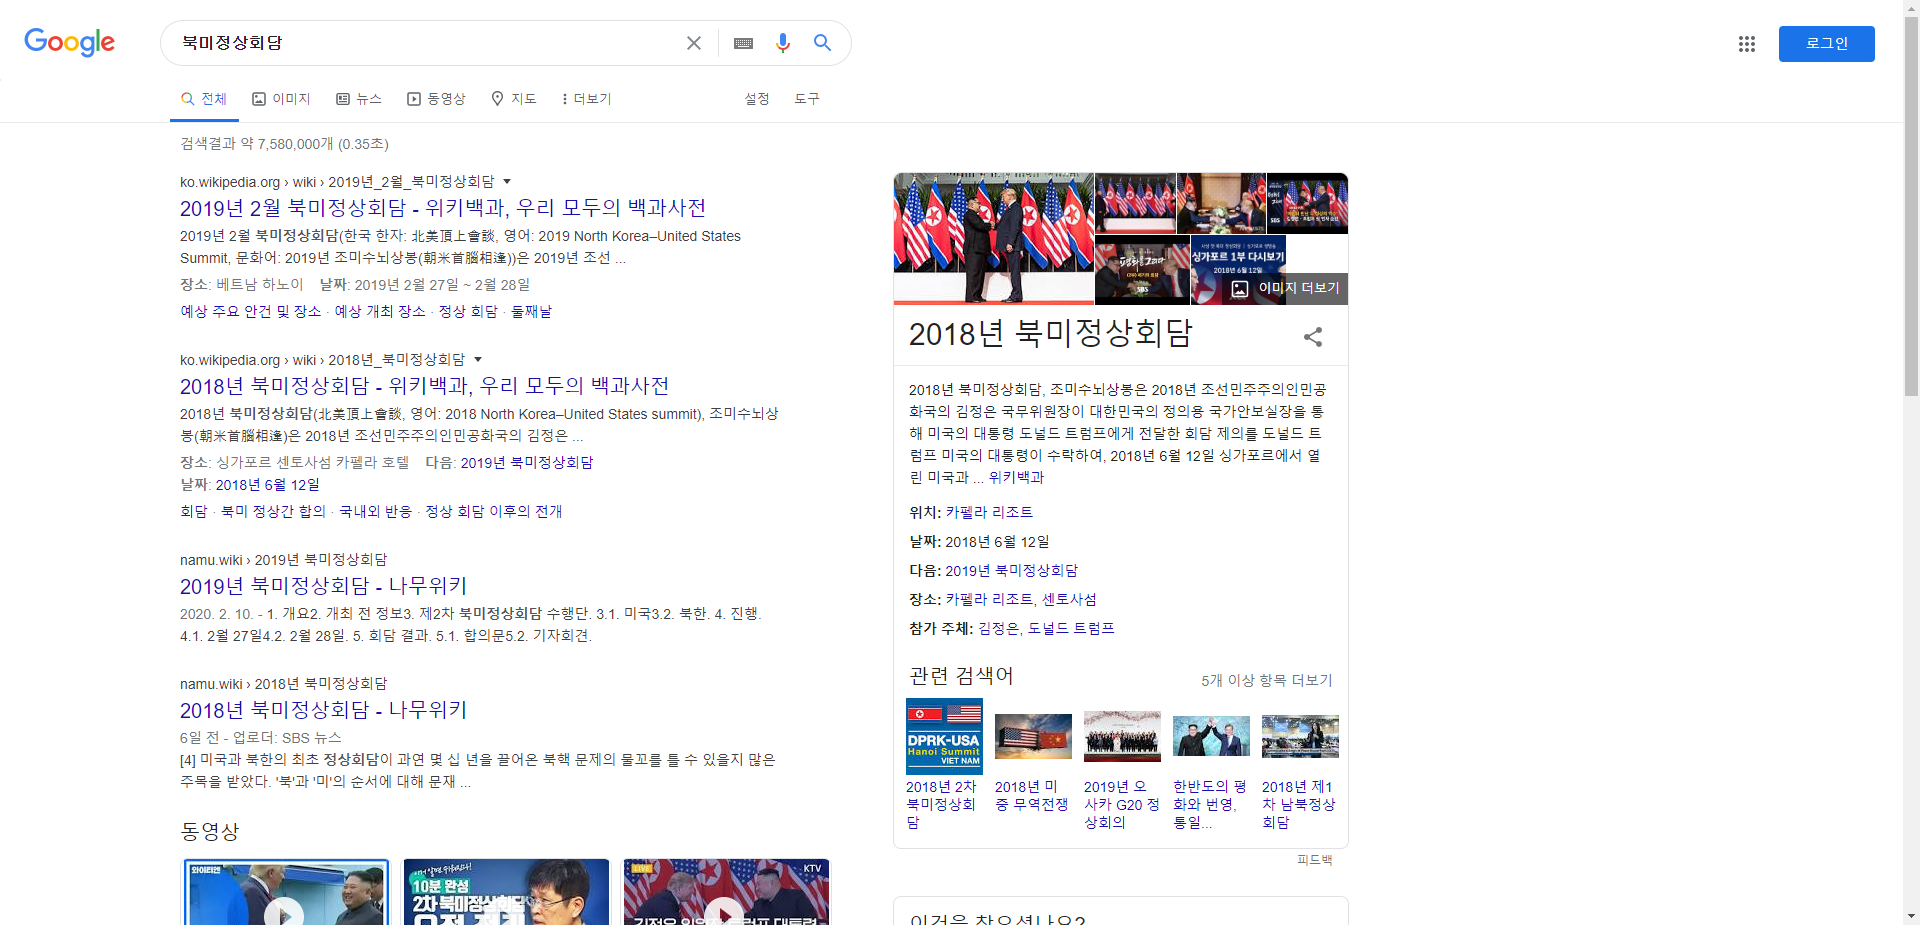 Google
북미정상회담
로그인
전체
이미지
뉴스
동영상
지도
더보기
설정
도구
검색결과 약 7,580,000개 (0.35초)
ko.wikipedia.org › wiki › 2019년_2월_북미정상회담
2019년 2월 북미정상회담 - 위키백과, 우리 모두의 백과사전
2019년 2월 북미정상회담(한국 한자: 北美頂上會談, 영어: 2019 North Korea–United States
Summit, 문화어: 2019년 조미수뇌상봉(朝米首腦相逢))은 2019년 조선 ...
장소: 베트남 하노이 날짜: 2019년 2월 27일 ~ 2월 28일
예상 주요 안건 및 장소 · 예상 개최 장소 · 정상 회담 · 둘째날
ko.wikipedia.org › wiki › 2018년_북미정상회담
2018년 북미정상회담 - 위키백과, 우리 모두의 백과사전
2018년 북미정상회담(北美頂上會談, 영어: 2018 North Korea–United States summit), 조미수뇌상
봉(朝米首腦相逢)은 2018년 조선민주주의인민공화국의 김정은 ...
장소: 싱가포르 센토사섬 카펠라 호텔 다음: 2019년 북미정상회담
날짜: 2018년 6월 12일
회담 · 북미 정상간 합의 · 국내외 반응 · 정상 회담 이후의 전개
namu.wiki › 2019년 북미정상회담
2019년 북미정상회담 - 나무위키
2020. 2. 10. - 1. 개요2. 개최 전 정보3. 제2차 북미정상회담 수행단. 3.1. 미국3.2. 북한. 4. 진행.
4.1. 2월 27일4.2. 2월 28일. 5. 회담 결과. 5.1. 합의문5.2. 기자회견.
namu.wiki › 2018년 북미정상회담
2018년 북미정상회담 - 나무위키
6일 전 - 업로더: SBS 뉴스
[4] 미국과 북한의 최초 정상회담이 과연 몇 십 년을 끌어온 북핵 문제의 물꼬를 틀 수 있을지 많은
주목을 받았다. '북'과 '미'의 순서에 대해 문재 ...
동영상
와이티엔
10분 완성
2차 북미정상회담
LIVE
KTV
SBS
평화를 그리다
SBS
싱가포르 1부 다시보기
2018년 6월 12일
이미지 더보기
2018년 북미정상회담
2018년 북미정상회담, 조미수뇌상봉은 2018년 조선민주주의인민공
화국의 김정은 국무위원장이 대한민국의 정의용 국가안보실장을 통
해 미국의 대통령 도널드 트럼프에게 전달한 회담 제의를 도널드 트
럼프 미국의 대통령이 수락하여, 2018년 6월 12일 싱가포르에서 열
린 미국과 ... 위키백과
위치: 카펠라 리조트
날짜: 2018년 6월 12일
다음: 2019년 북미정상회담
장소: 카펠라 리조트, 센토사섬
참가 주체: 김정은, 도널드 트럼프
관련 검색어
5개 이상 항목 더보기
DPRK-USA
Hanoi Summit
VIET NAM
2018년 2차
북미정상회
담
2018년 미
중 무역전쟁
2019년 오
사카 G20 정
상회의
한반도의 평
화와 번영,
통일...
2018년 제1
차 남북정상
회담
피드백
이것을 찾으셨나요?